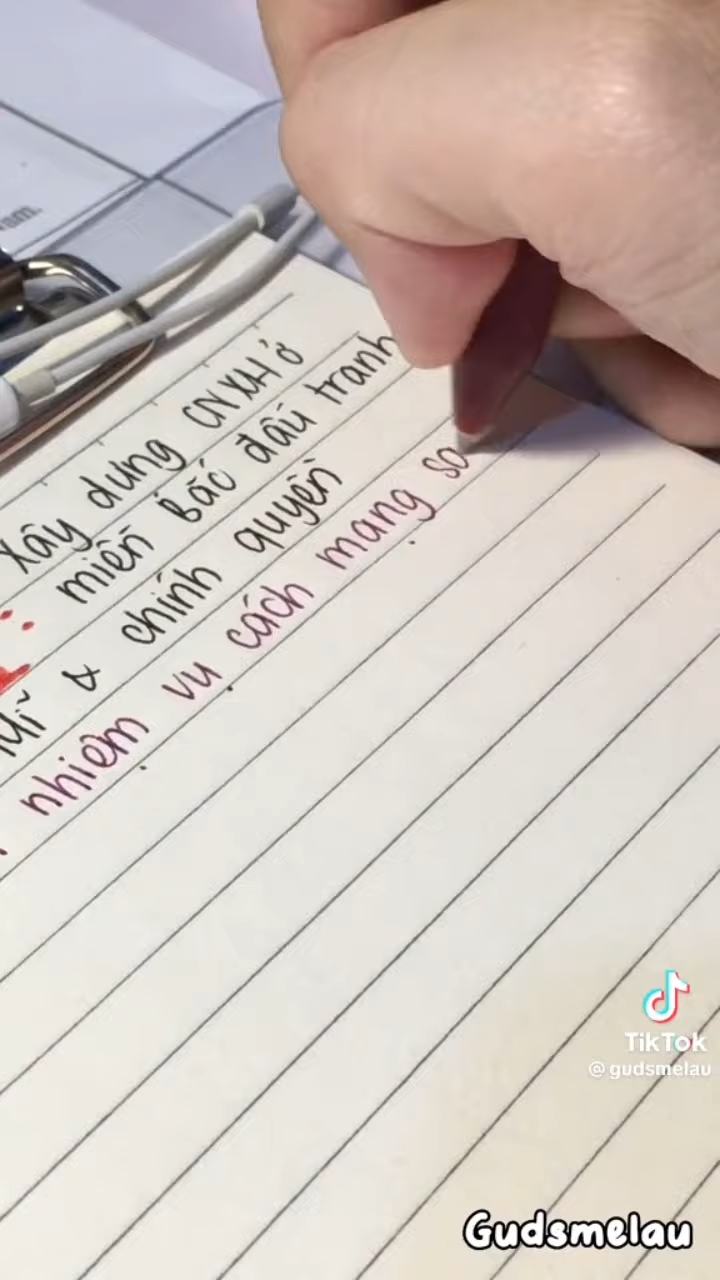 xây dựng CNXH ở
miền Bắc đấu tranh
Mĩ & chính quyền
nhiệm vụ cách mạng so
TikTok
@gudsmelau
Gudsmelau